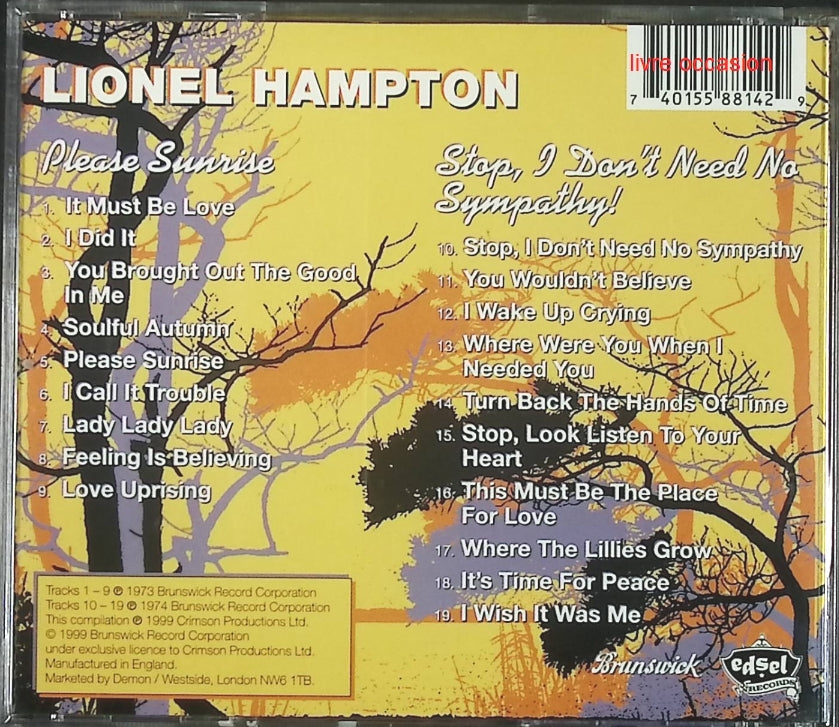 LIONEL HAMPTON
livre occasion
7 40155 88142 9
Please Sunrise
1. It Must Be Love
2. I Did It
3. You Brought Out The Good
In Me
4. Soulful Autumn
5. Please Sunrise
6. I Call It Trouble
7. Lady Lady Lady
8. Feeling Is Believing
9. Love Uprising
Stop, I Don't Need No
Sympathy!
10. Stop, I Don't Need No Sympathy
11. You Wouldn't Believe
12. I Wake Up Crying
13. Where Were You When I
Needed You
14. Turn Back The Hands Of Time
15. Stop, Look Listen To Your
Heart
16. This Must Be The Place
For Love
17. Where The Lillies Grow
18. It's Time For Peace
19. I Wish It Was Me
Tracks 1 – 9 ℗ 1973 Brunswick Record Corporation
Tracks 10 – 19 ℗ 1974 Brunswick Record Corporation
This compilation ℗ 1999 Crimson Productions Ltd.
© 1999 Brunswick Record Corporation
under exclusive licence to Crimson Productions Ltd.
Manufactured in England.
Marketed by Demon / Westside, London NW6 1TB.
Brunswick
edsel
RECORDS